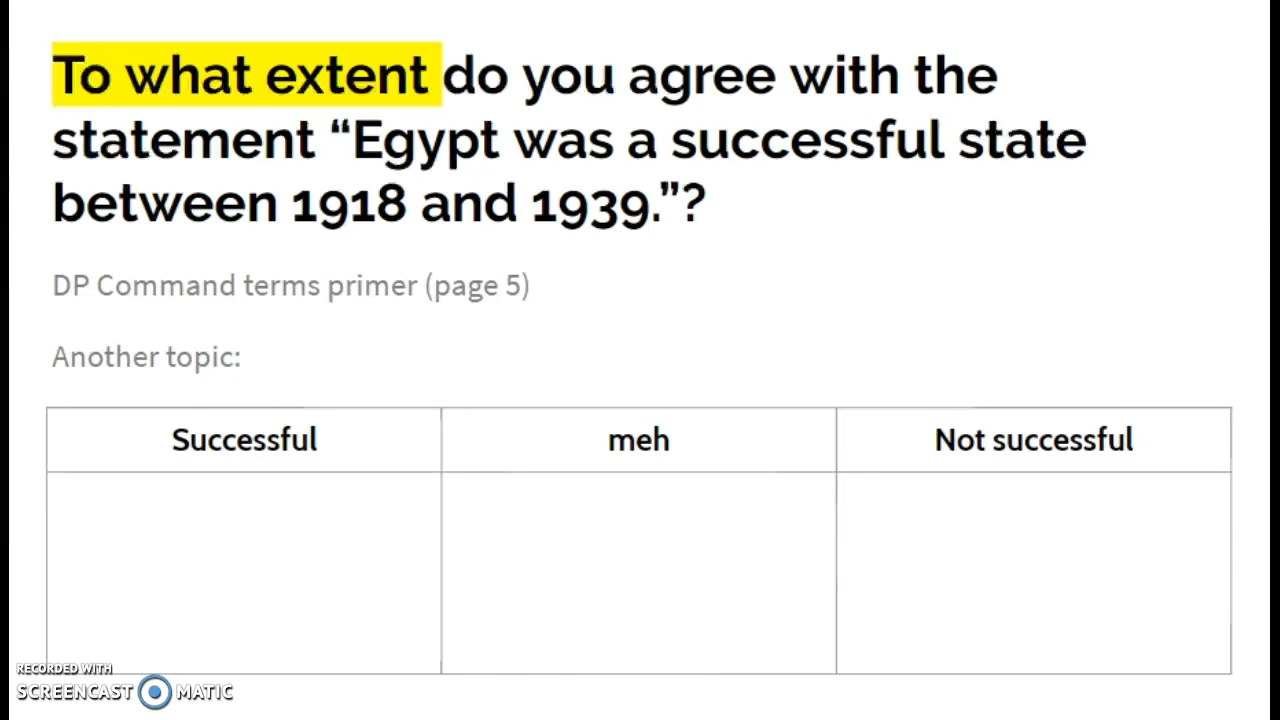 To what extent do you agree with the
statement “Egypt was a successful state
between 1918 and 1939.”?
DP Command terms primer (page 5)
Another topic:
Successful meh Not successful
RECORDED WITH
SCREENCAST MATIC